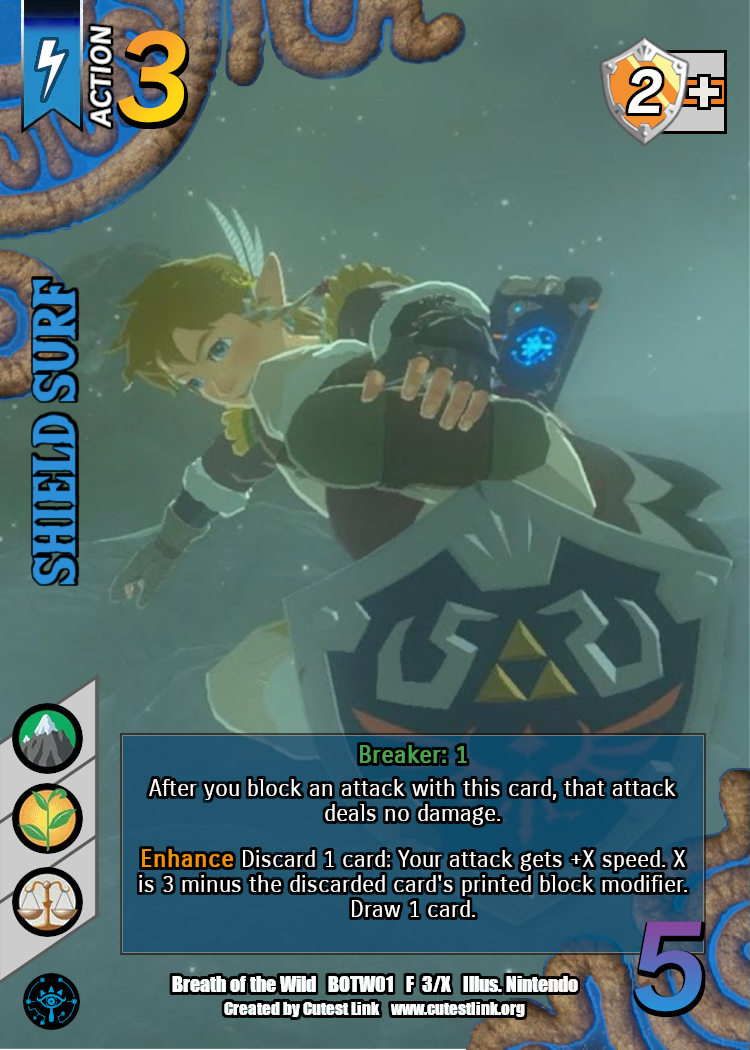 ACTION
3
2 +
SHIELD SURF
Breaker: 1
After you block an attack with this card, that attack
deals no damage.
Enhance Discard 1 card: Your attack gets +X speed. X
is 3 minus the discarded card's printed block modifier.
Draw 1 card.
5
Breath of the Wild BOTW01 F 3/X Illus. Nintendo
Created by Cutest Link www.cutestlink.org